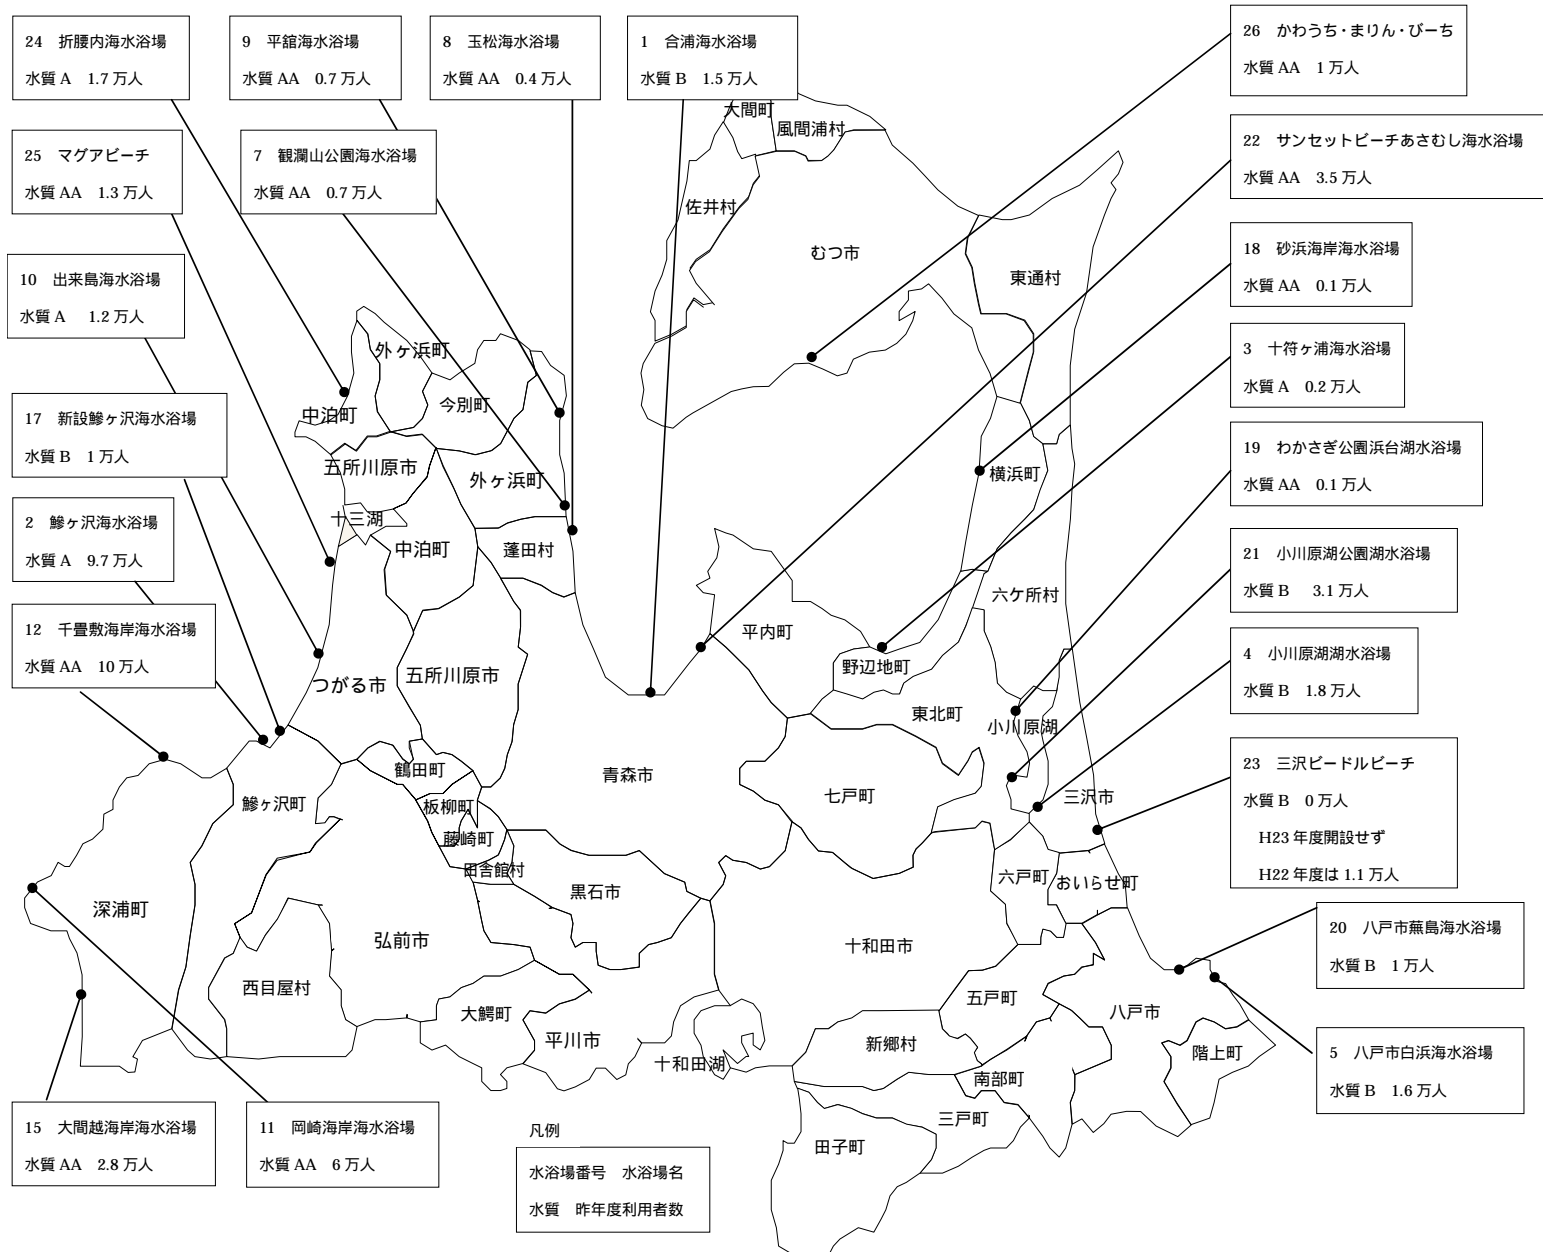 24 折腰内海水浴場
水質 A 1.7 万人
9 平舘海水浴場
水質 AA 0.7 万人
8 玉松海水浴場
水質 AA 0.4 万人
1 合浦海水浴場
水質 B 1.5 万人
26 かわうち・まりん・びーち
水質 AA 1 万人
25 マグアビーチ
水質 AA 1.3 万人
7 観瀾山公園海水浴場
水質 AA 0.7 万人
22 サンセットビーチあさむし海水浴場
水質 AA 3.5 万人
10 出来島海水浴場
水質 A 1.2 万人
18 砂浜海岸海水浴場
水質 AA 0.1 万人
17 新設鰺ヶ沢海水浴場
水質 B 1 万人
3 十符ヶ浦海水浴場
水質 A 0.2 万人
2 鰺ヶ沢海水浴場
水質 A 9.7 万人
19 わかさぎ公園浜台湖水浴場
水質 AA 0.1 万人
12 千畳敷海岸海水浴場
水質 AA 10 万人
21 小川原湖公園湖水浴場
水質 B 3.1 万人
4 小川原湖湖水浴場
水質 B 1.8 万人
23 三沢ビードルビーチ
水質 B 0 万人
H23 年度開設せず
H22 年度は 1.1 万人
20 八戸市蕪島海水浴場
水質 B 1 万人
5 八戸市白浜海水浴場
水質 B 1.6 万人
15 大間越海岸海水浴場
水質 AA 2.8 万人
11 岡崎海岸海水浴場
水質 AA 6 万人
凡例
水浴場番号 水浴場名
水質 昨年度利用者数
大間町
風間浦村
佐井村
むつ市
東通村
外ヶ浜町
中泊町
今別町
五所川原市
外ヶ浜町
横浜町
十三湖
中泊町
蓬田村
六ケ所村
平内町
野辺地町
つがる市
五所川原市
東北町
小川原湖
鶴田町
青森市
七戸町
三沢市
鰺ヶ沢町
板柳町
藤崎町
田舎館村
黒石市
六戸町
おいらせ町
深浦町
弘前市
十和田市
西目屋村
大鰐町
平川市
十和田湖
五戸町
八戸市
新郷村
階上町
南部町
三戸町
田子町